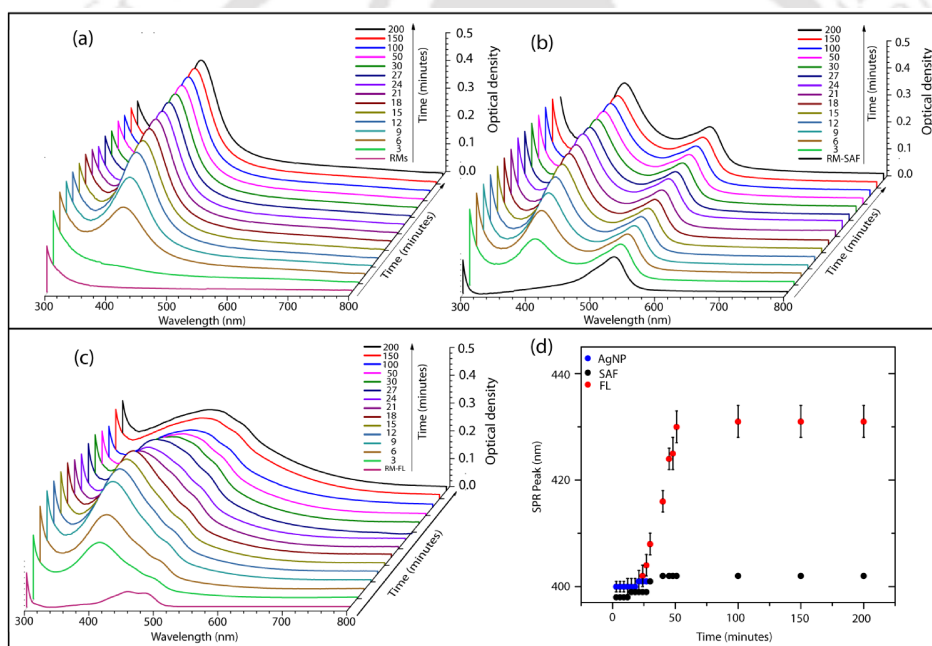 (a)
200
150
100
50
30
27
24
21
18
15
12
9
6
3
RMs
Time (minutes)
0.5
0.4
0.3
0.2
0.1
0.0
Optical density
Time (minutes)
300 400 500 600 700 800
Wavelength (nm)
(b)
200
150
100
50
30
27
24
21
18
15
12
9
6
3
RM-SAF
Time (minutes)
0.5
0.4
0.3
0.2
0.1
0.0
Optical density
Time (minutes)
300 400 500 600 700 800
Wavelength (nm)
(c)
200
150
100
50
30
27
24
21
18
15
12
9
6
3
RM-FL
Time (minutes)
0.5
0.4
0.3
0.2
0.1
0.0
Optical density
Time (minutes)
300 400 500 600 700 800
Wavelength (nm)
(d)
AgNP
SAF
FL
440
420
400
SPR Peak (nm)
0 50 100 150 200
Time (minutes)